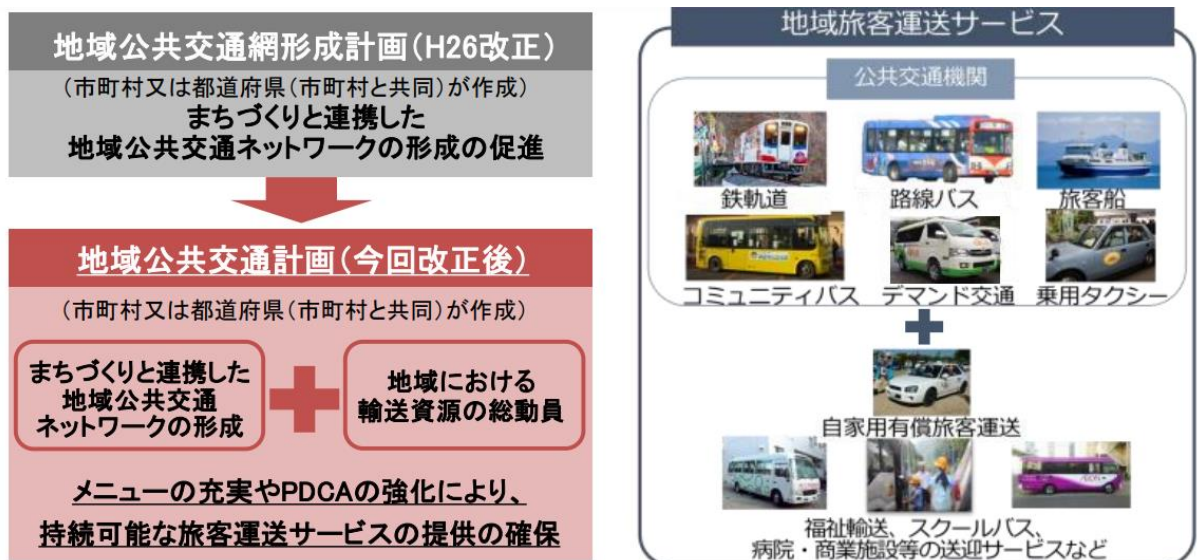 地域公共交通網形成計画(H26改正)
(市町村又は都道府県(市町村と共同)が作成)
まちづくりと連携した
地域公共交通ネットワークの形成の促進
地域公共交通計画(今回改正後)
(市町村又は都道府県(市町村と共同)が作成)
まちづくりと連携した
地域公共交通
ネットワークの形成
地域における
輸送資源の総動員
メニューの充実やPDCAの強化により、
持続可能な旅客運送サービスの提供の確保
地域旅客運送サービス
公共交通機関
鉄軌道
路線バス
旅客船
コミュニティバス
デマンド交通
乗用タクシー
自家用有償旅客運送
福祉輸送、スクールバス、
病院・商業施設等の送迎サービスなど